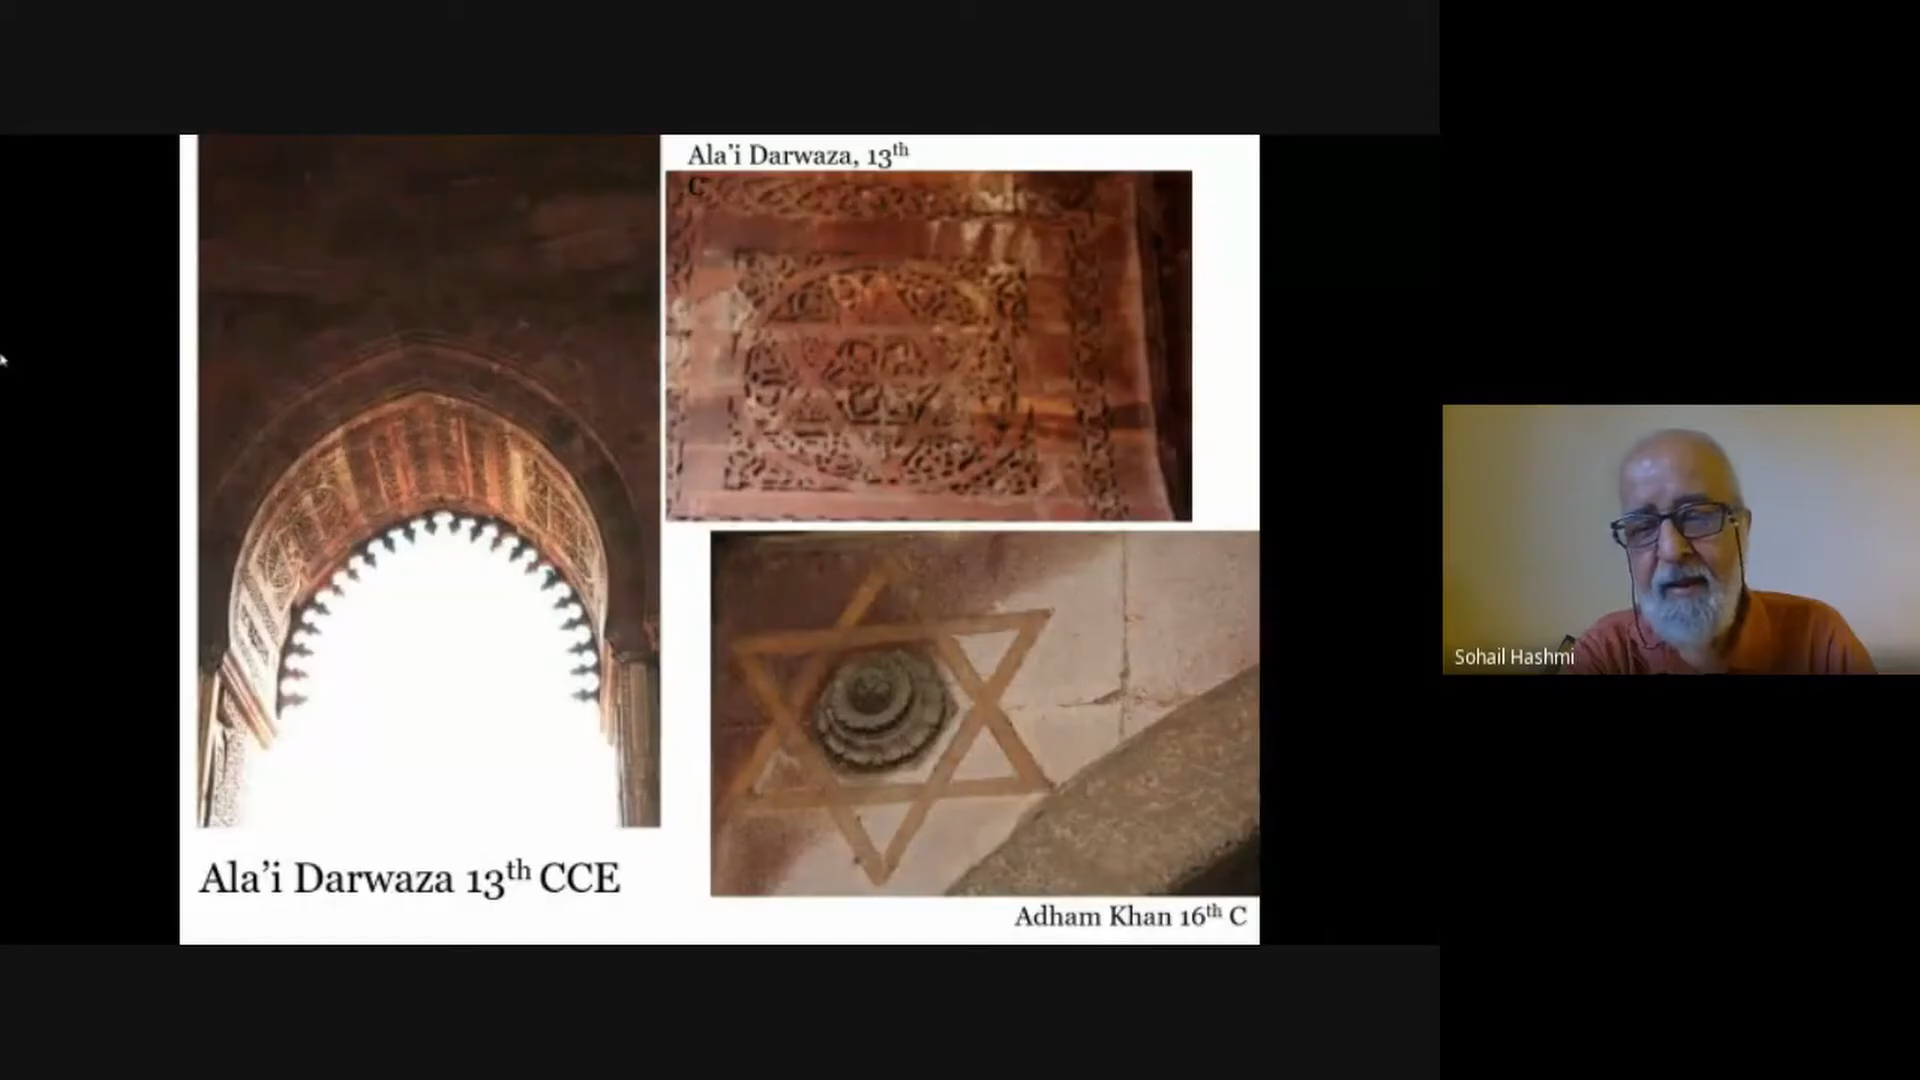 Ala’i Darwaza, 13th
C
Ala’i Darwaza 13th CCE
Adham Khan 16th C
Sohail Hashmi